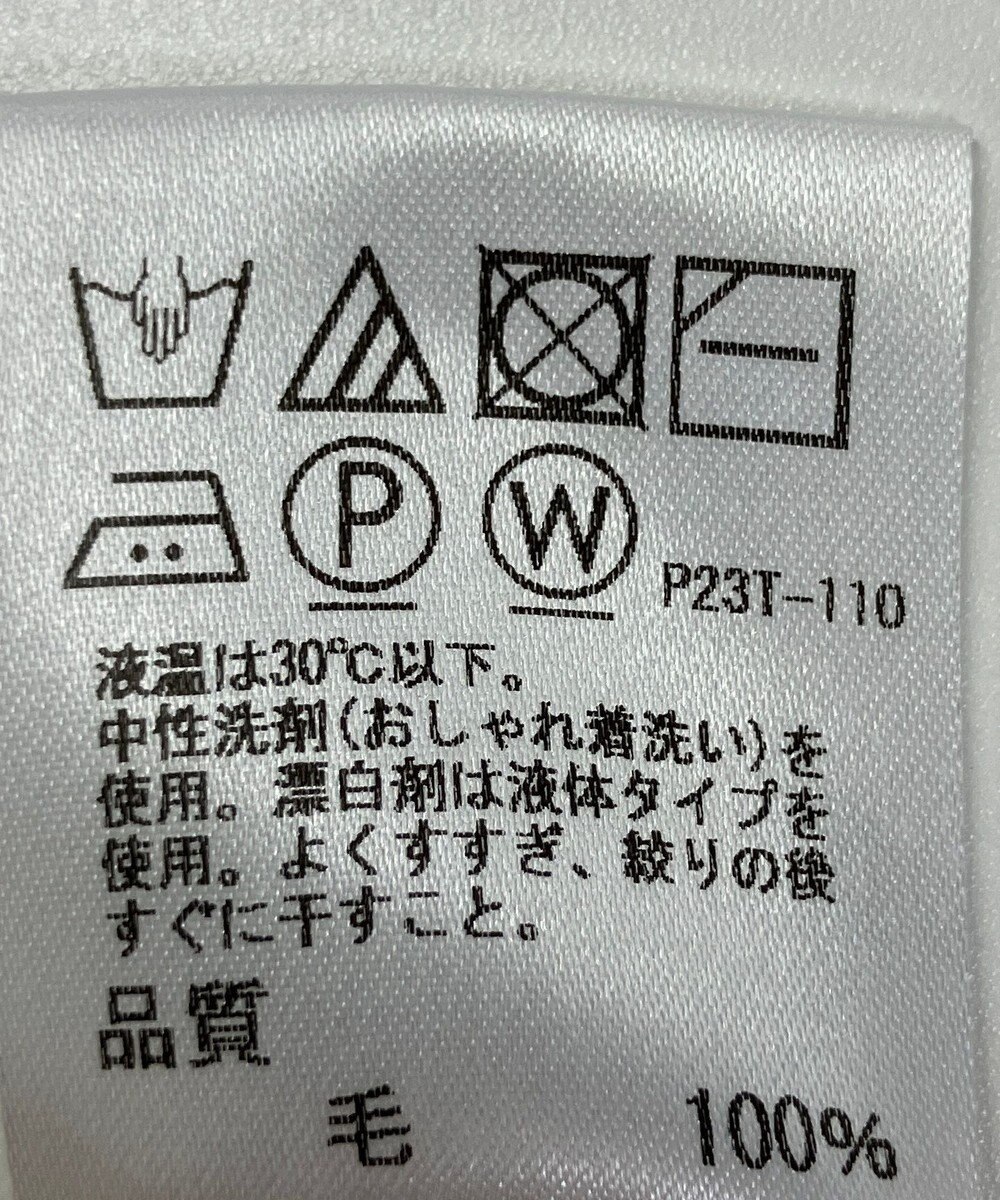 P
W
P23T-110
液温は30℃以下。
中性洗剤(おしゃれ着洗い)を
使用。漂白剤は液体タイプを
使用。よくすすぎ、絞りの後
すぐに干すこと。
品質
毛 100%